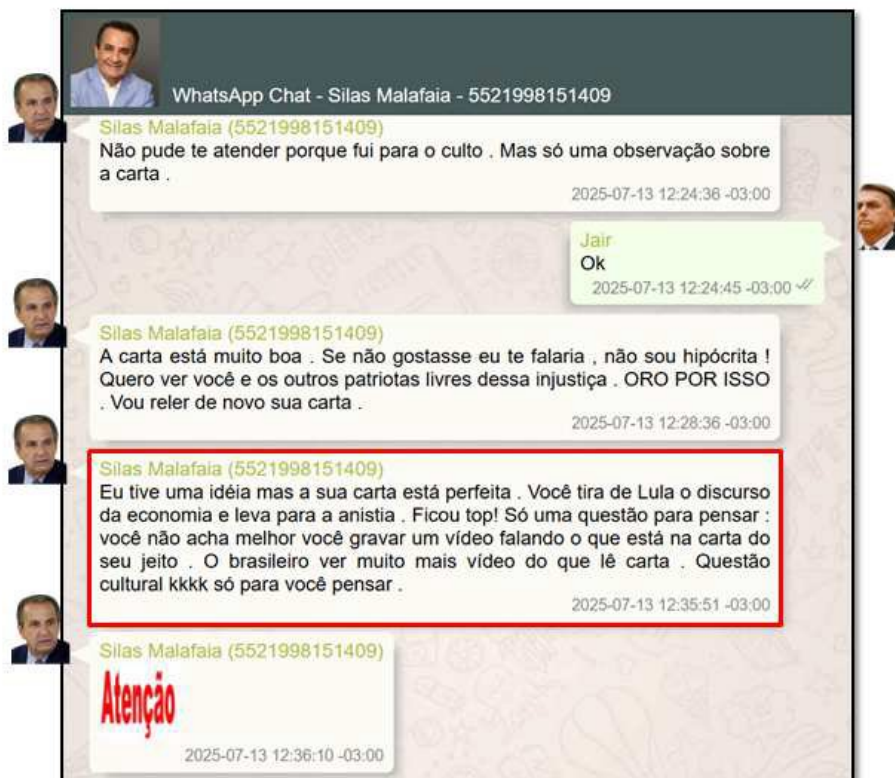 WhatsApp Chat - Silas Malafaia - 5521998151409
Silas Malafaia (5521998151409)
Não pude te atender porque fui para o culto . Mas só uma observação sobre
a carta .
2025-07-13 12:24:36 -03:00
Jair
Ok
2025-07-13 12:24:45 -03:00
Silas Malafaia (5521998151409)
A carta está muito boa . Se não gostasse eu te falaria , não sou hipócrita !
Quero ver você e os outros patriotas livres dessa injustiça . ORO POR ISSO
. Vou reler de novo sua carta .
2025-07-13 12:28:36 -03:00
Silas Malafaia (5521998151409)
Eu tive uma idéia mas a sua carta está perfeita . Você tira de Lula o discurso
da economia e leva para a anistia . Ficou top! Só uma questão para pensar :
você não acha melhor você gravar um vídeo falando o que está na carta do
seu jeito . O brasileiro ver muito mais vídeo do que lê carta . Questão
cultural kkkk só para você pensar .
2025-07-13 12:35:51 -03:00
Silas Malafaia (5521998151409)
Atenção
2025-07-13 12:36:10 -03:00